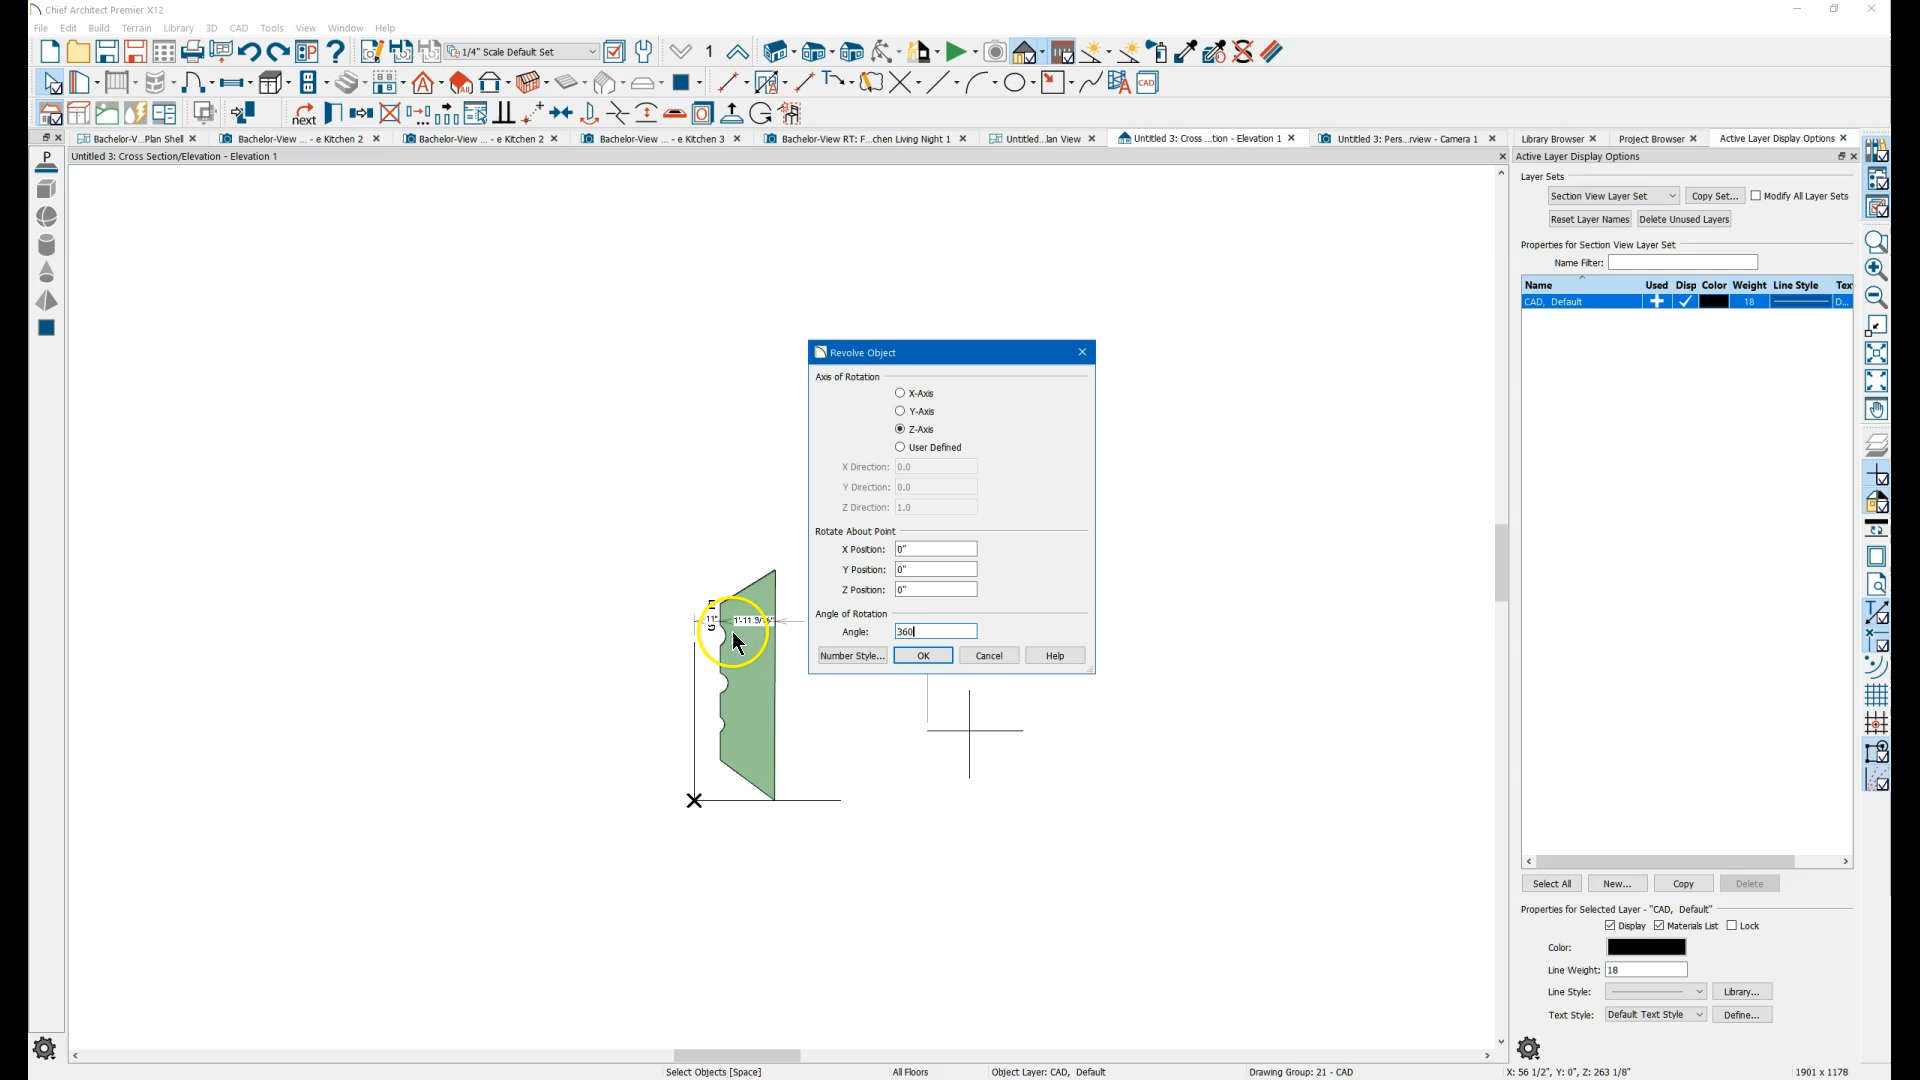 Chief Architect Premier X12
File Edit Build Terrain Library 3D CAD Tools View Window Help
1/4" Scale Default Set
1
ALL
CAD
next
Bachelor-V...Plan Shell
Bachelor-View ... - e Kitchen 2
Bachelor-View ... - e Kitchen 2
Bachelor-View ... - e Kitchen 3
Bachelor-View RT: F...chen Living Night 1
Untitled...lan View
Untitled 3: Cross ...tion - Elevation 1
Untitled 3: Pers...rview - Camera 1
Library Browser
Project Browser
Active Layer Display Options
Untitled 3: Cross Section/Elevation - Elevation 1
Active Layer Display Options
P
Layer Sets
Section View Layer Set
Copy Set...
Modify All Layer Sets
Reset Layer Names
Delete Unused Layers
Properties for Section View Layer Set
Name Filter:
Name Used Disp Color Weight Line Style Tex
CAD, Default 18 D...
Revolve Object
Axis of Rotation
X-Axis
Y-Axis
Z-Axis
User Defined
X Direction: 0.0
Y Direction: 0.0
Z Direction: 1.0
Rotate About Point
X Position: 0"
Y Position: 0"
Z Position: 0"
Angle of Rotation
Angle: 360
Number Style...
OK
Cancel
Help
11"
Select All
New...
Copy
Delete
Properties for Selected Layer - "CAD, Default"
Display
Materials List
Lock
Color:
Line Weight: 18
Line Style:
Library...
Text Style: Default Text Style
Define...
Select Objects [Space]
All Floors
Object Layer: CAD, Default
Drawing Group: 21 - CAD
X: 56 1/2", Y: 0", Z: 263 1/8"
1901 x 1178